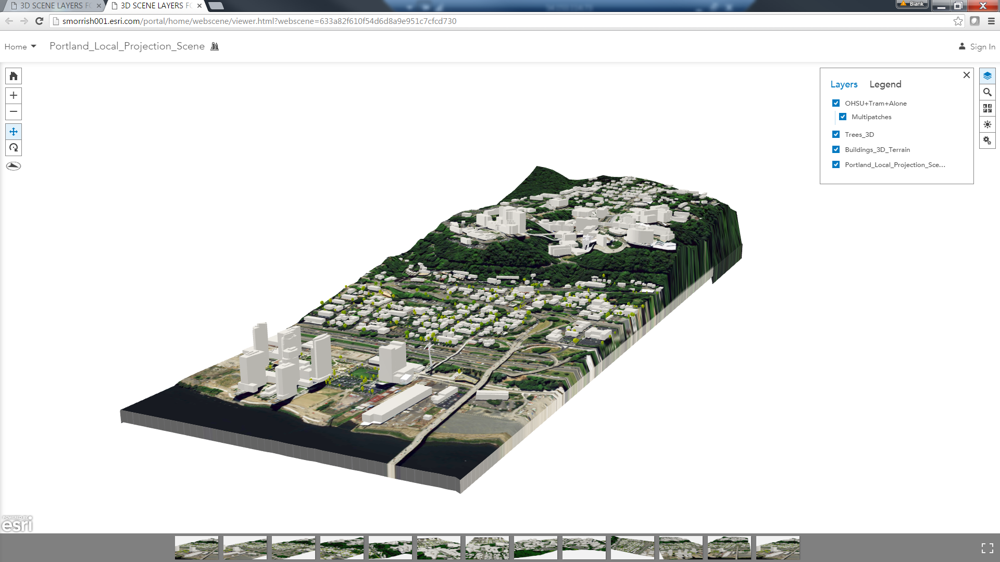 3D SCENE LAYERS FC
3D SCENE LAYERS FC
Blank
smorrish001.esri.com/portal/home/webscene/viewer.html?webscene=633a82f610f54d6d8a9e951c7cfcd730
Home
Portland_Local_Projection_Scene
Sign In
Layers
Legend
OHSU+Tram+Alone
Multipatches
Trees_3D
Buildings_3D_Terrain
Portland_Local_Projection_Sce...
POWERED BY
esri